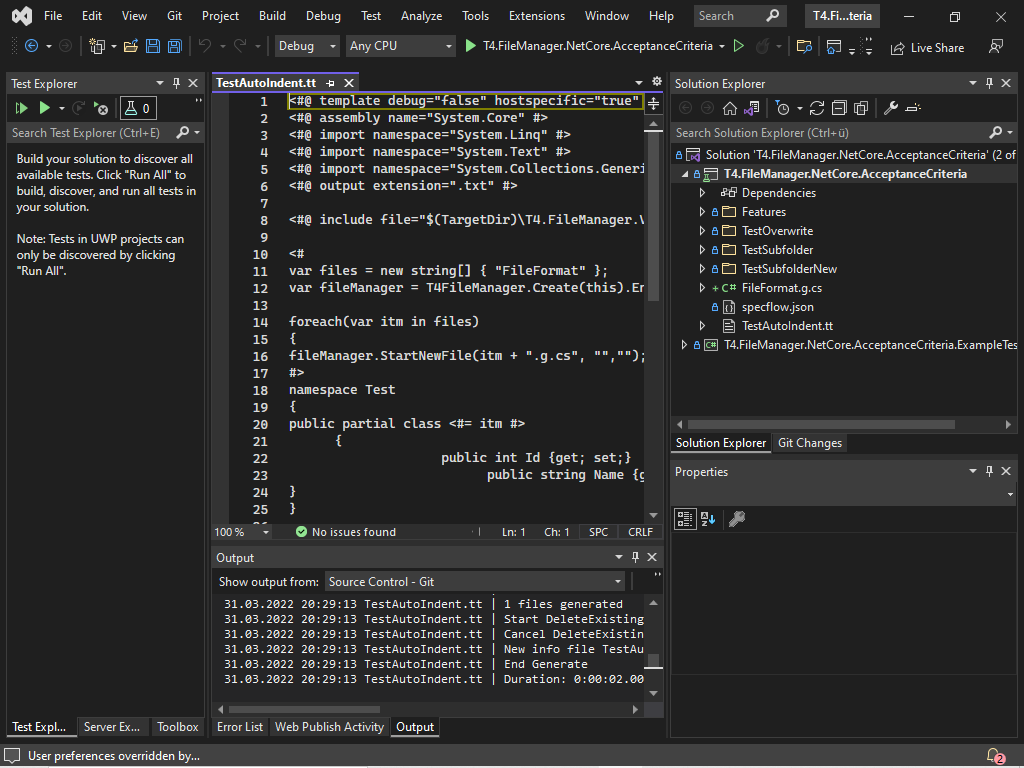 File Edit View Git Project Build Debug Test Analyze Tools Extensions Window Help Search T4.Fi...teria
Debug Any CPU T4.FileManager.NetCore.AcceptanceCriteria Live Share
Test Explorer
0
Search Test Explorer (Ctrl+E)
Build your solution to discover all
available tests. Click "Run All" to
build, discover, and run all tests in
your solution.
Note: Tests in UWP projects can
only be discovered by clicking
"Run All".
Test Expl... Server Ex... Toolbox
TestAutoIndent.tt
1 <#@ template debug="false" hostspecific="true"
2 <#@ assembly name="System.Core" #>
3 <#@ import namespace="System.Linq" #>
4 <#@ import namespace="System.Text" #>
5 <#@ import namespace="System.Collections.Generi
6 <#@ output extension=".txt" #>
7
8 <#@ include file="$(TargetDir)\T4.FileManager.V
9
10 <#
11 var files = new string[] { "FileFormat" };
12 var fileManager = T4FileManager.Create(this).En
13
14 foreach(var itm in files)
15 {
16 fileManager.StartNewFile(itm + ".g.cs", "","");
17 #>
18 namespace Test
19 {
20 public partial class <#= itm #>
21 {
22 public int Id {get; set;}
23 public string Name {g
24 }
25 }
100 % No issues found Ln: 1 Ch: 1 SPC CRLF
Output
Show output from: Source Control - Git
31.03.2022 20:29:13 TestAutoIndent.tt | 1 files generated
31.03.2022 20:29:13 TestAutoIndent.tt | Start DeleteExisting
31.03.2022 20:29:13 TestAutoIndent.tt | Cancel DeleteExistin
31.03.2022 20:29:13 TestAutoIndent.tt | New info file TestAu
31.03.2022 20:29:13 TestAutoIndent.tt | End Generate
31.03.2022 20:29:13 TestAutoIndent.tt | Duration: 0:00:02.00
Error List Web Publish Activity Output
Solution Explorer
Search Solution Explorer (Ctrl+ü)
Solution 'T4.FileManager.NetCore.AcceptanceCriteria' (2 of
T4.FileManager.NetCore.AcceptanceCriteria
Dependencies
Features
TestOverwrite
TestSubfolder
TestSubfolderNew
C# FileFormat.g.cs
specflow.json
TestAutoIndent.tt
C# T4.FileManager.NetCore.AcceptanceCriteria.ExampleTes
Solution Explorer Git Changes
Properties
User preferences overridden by... 2